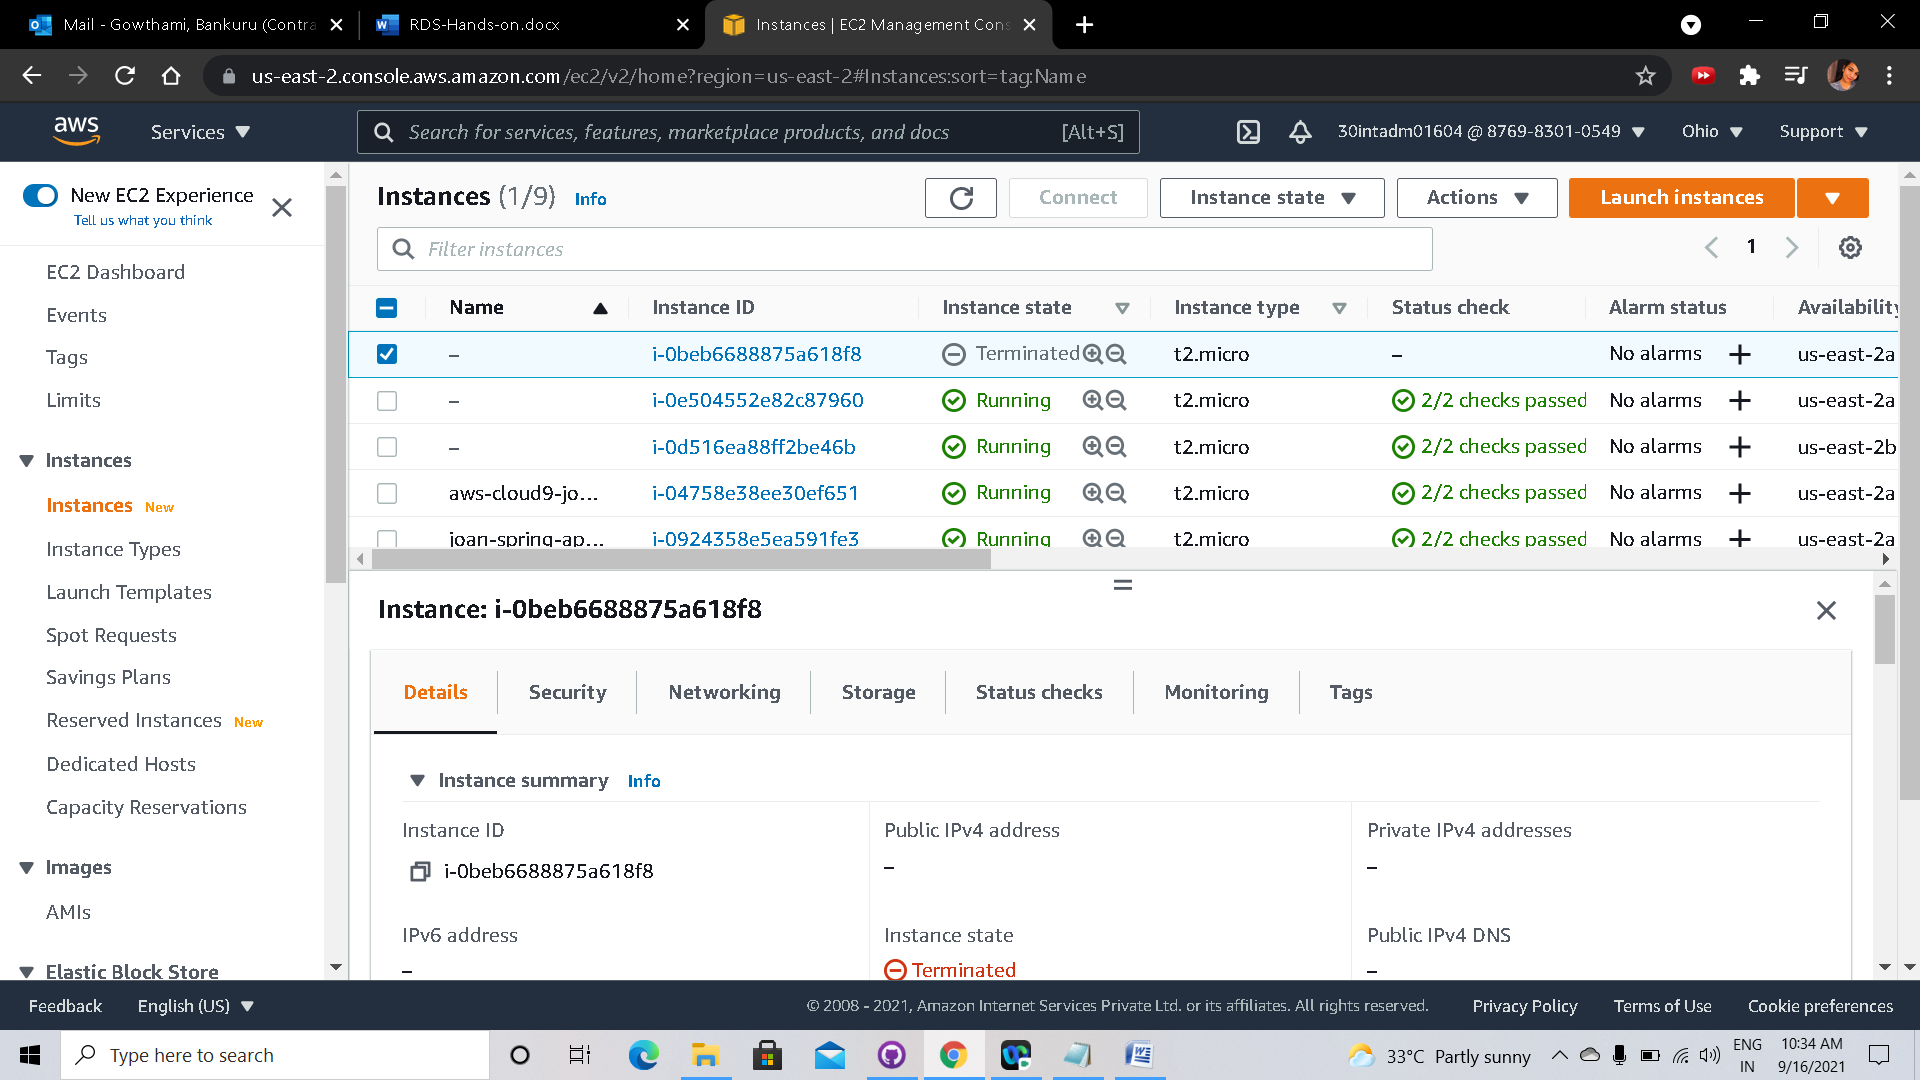 Mail - Gowthami, Bankuru (Contra
RDS-Hands-on.docx
Instances | EC2 Management Cons
us-east-2.console.aws.amazon.com/ec2/v2/home?region=us-east-2#Instances:sort=tag:Name
aws
Services
Search for services, features, marketplace products, and docs [Alt+S]
30intadm01604 @ 8769-8301-0549
Ohio
Support
New EC2 Experience
Tell us what you think
EC2 Dashboard
Events
Tags
Limits
Instances
Instances New
Instance Types
Launch Templates
Spot Requests
Savings Plans
Reserved Instances New
Dedicated Hosts
Capacity Reservations
Images
AMIs
Elastic Block Store
Instances (1/9) Info
Connect
Instance state
Actions
Launch instances
Filter instances
1
Name Instance ID Instance state Instance type Status check Alarm status Availability
– i-0beb6688875a618f8 Terminated t2.micro – No alarms + us-east-2a
– i-0e504552e82c87960 Running t2.micro 2/2 checks passed No alarms + us-east-2a
– i-0d516ea88ff2be46b Running t2.micro 2/2 checks passed No alarms + us-east-2b
aws-cloud9-jo... i-04758e38ee30ef651 Running t2.micro 2/2 checks passed No alarms + us-east-2a
joan-spring-ap... i-0924358e5ea591fe3 Running t2.micro 2/2 checks passed No alarms + us-east-2a
Instance: i-0beb6688875a618f8
Details Security Networking Storage Status checks Monitoring Tags
Instance summary Info
Instance ID
i-0beb6688875a618f8
Public IPv4 address
–
Private IPv4 addresses
–
IPv6 address
–
Instance state
Terminated
Public IPv4 DNS
–
Feedback English (US) © 2008 - 2021, Amazon Internet Services Private Ltd. or its affiliates. All rights reserved. Privacy Policy Terms of Use Cookie preferences
Type here to search
33°C Partly sunny
ENG
IN
10:34 AM
9/16/2021